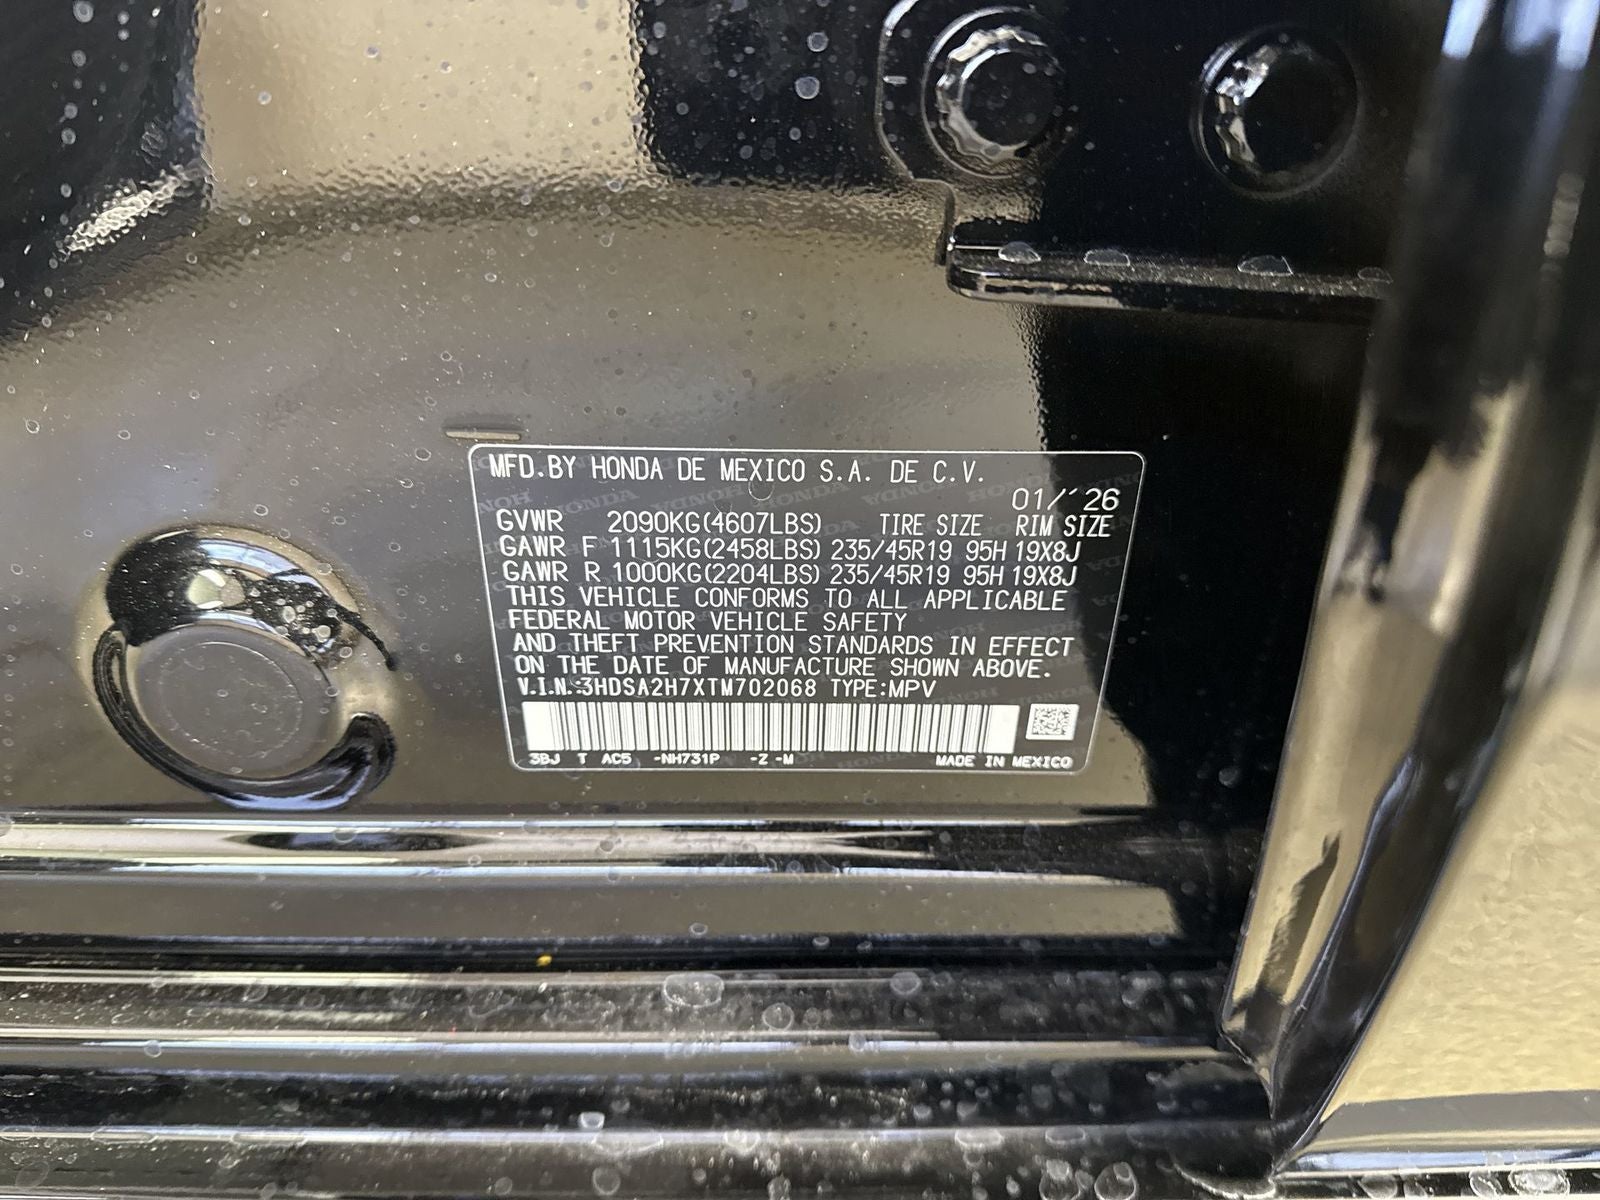 MFD.BY HONDA DE MEXICO S.A. DE C.V.
01/'26
GVWR 2090KG(4607LBS) TIRE SIZE RIM SIZE
GAWR F 1115KG(2458LBS) 235/45R19 95H 19X8J
GAWR R 1000KG(2204LBS) 235/45R19 95H 19X8J
THIS VEHICLE CONFORMS TO ALL APPLICABLE
FEDERAL MOTOR VEHICLE SAFETY
AND THEFT PREVENTION STANDARDS IN EFFECT
ON THE DATE OF MANUFACTURE SHOWN ABOVE.
V.I.N.:3HDSA2H7XTM702068 TYPE:MPV
3BJ T AC5 -NH731P -Z -M MADE IN MEXICO